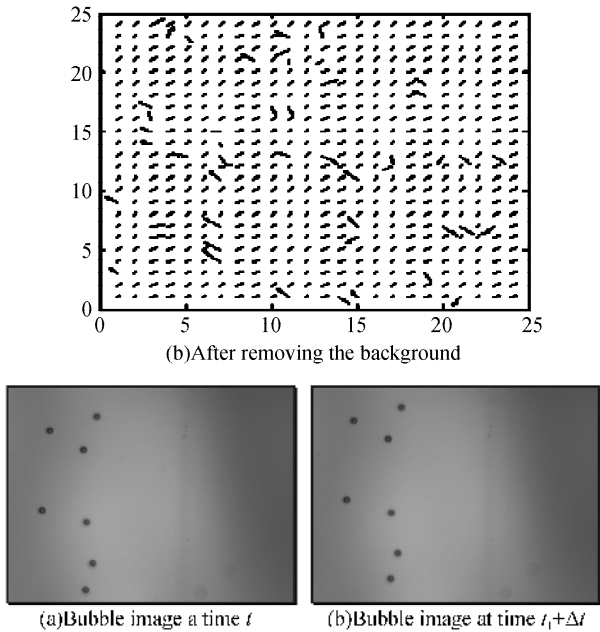 25
20
15
10
5
0
0 5 10 15 20 25
(b)After removing the background
(a)Bubble image a time t
(b)Bubble image at time t₁+Δt